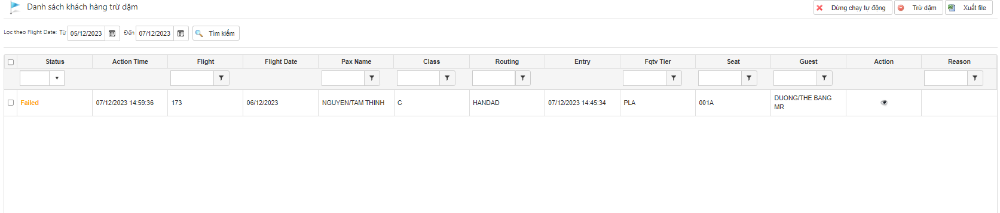 Danh sách khách hàng trừ dặm
Dừng chạy tự động Trừ dặm Xuất file
Lọc theo Flight Date: Từ 05/12/2023 Đến 07/12/2023 Tìm kiếm
Status Action Time Flight Flight Date Pax Name Class Routing Entry Fqtv Tier Seat Guest Action Reason
Failed 07/12/2023 14:59:36 173 06/12/2023 NGUYEN/TAM THINH C HANDAD 07/12/2023 14:45:34 PLA 001A DUONG/THE BANG
MR